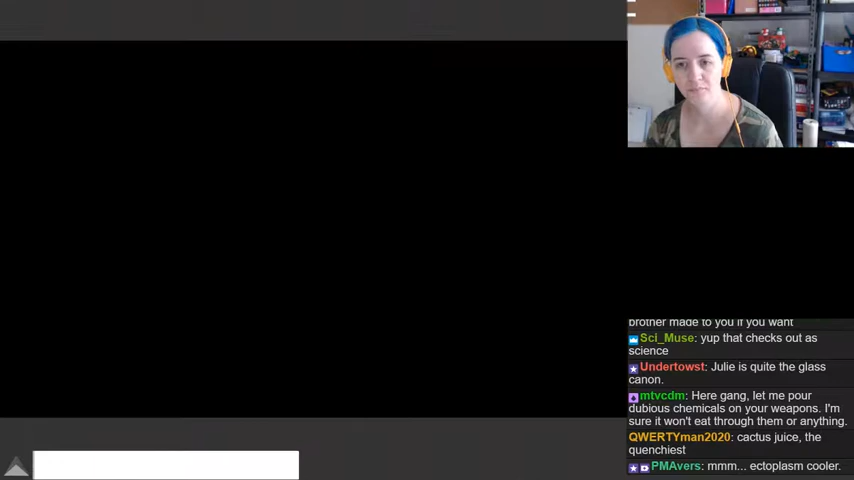 brother made to you if you want
Sci_Muse: yup that checks out as
science
Undertowst: Julie is quite the glass
canon.
mtvcdm: Here gang, let me pour
dubious chemicals on your weapons. I'm
sure it won't eat through them or anything.
QWERTYman2020: cactus juice, the
quenchiest
PMAvers: mmm... ectoplasm cooler.